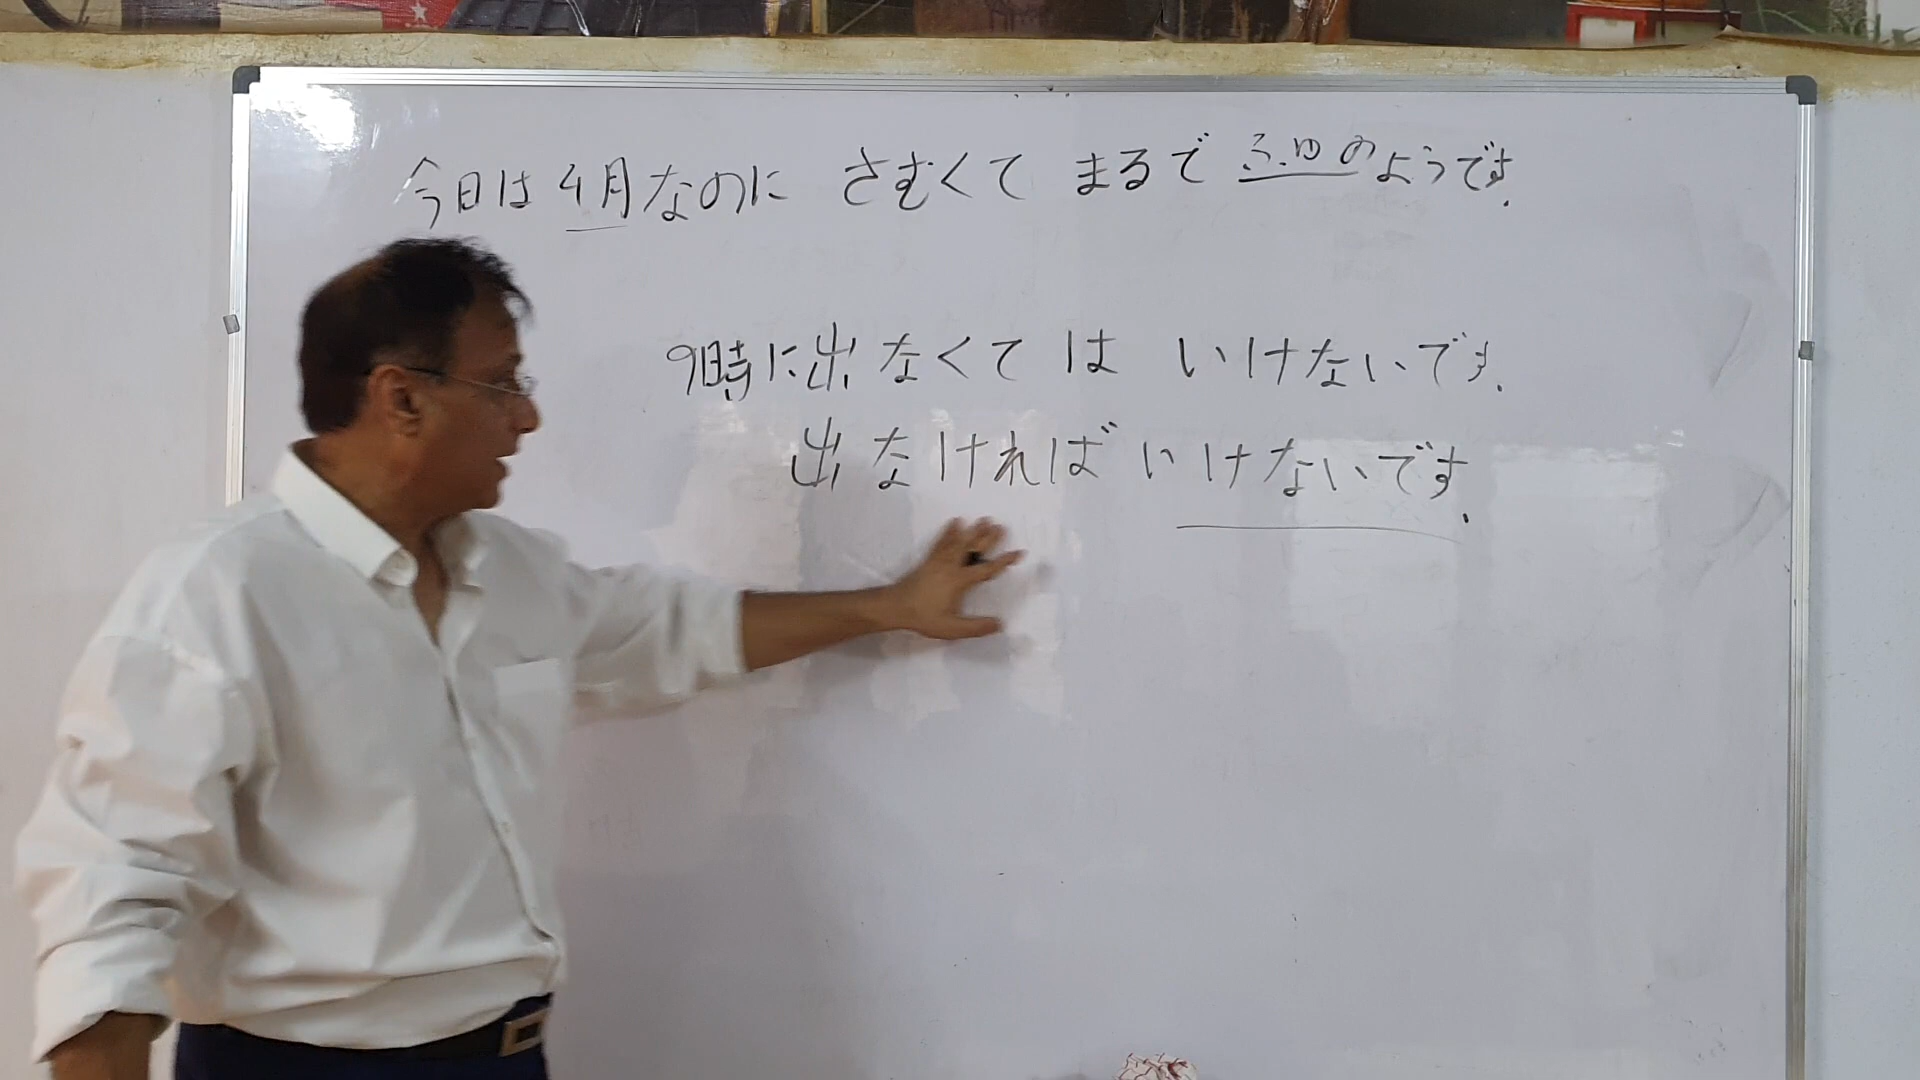 今日は4月なのに さむくて まるで ふゆのようです.
9時に出なくては いけないです.
出なければいけないです.